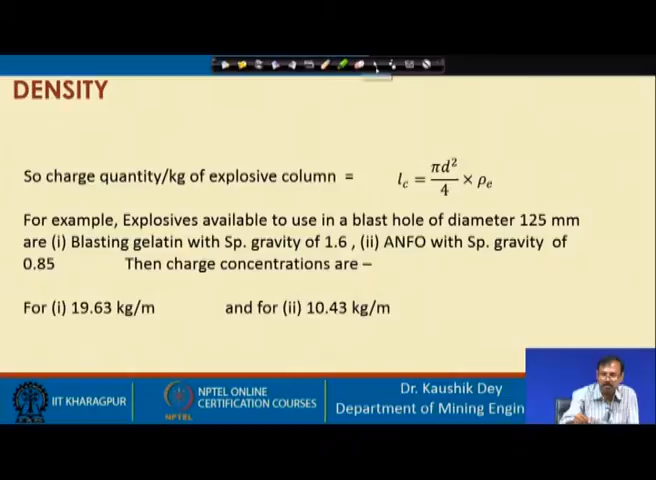 DENSITY
So charge quantity/kg of explosive column = l_c = πd²/4 × ρ_e
For example, Explosives available to use in a blast hole of diameter 125 mm
are (i) Blasting gelatin with Sp. gravity of 1.6 , (ii) ANFO with Sp. gravity of
0.85 Then charge concentrations are –
For (i) 19.63 kg/m and for (ii) 10.43 kg/m
IIT KHARAGPUR
NPTEL
NPTEL ONLINE
CERTIFICATION COURSES
Dr. Kaushik Dey
Department of Mining Engin